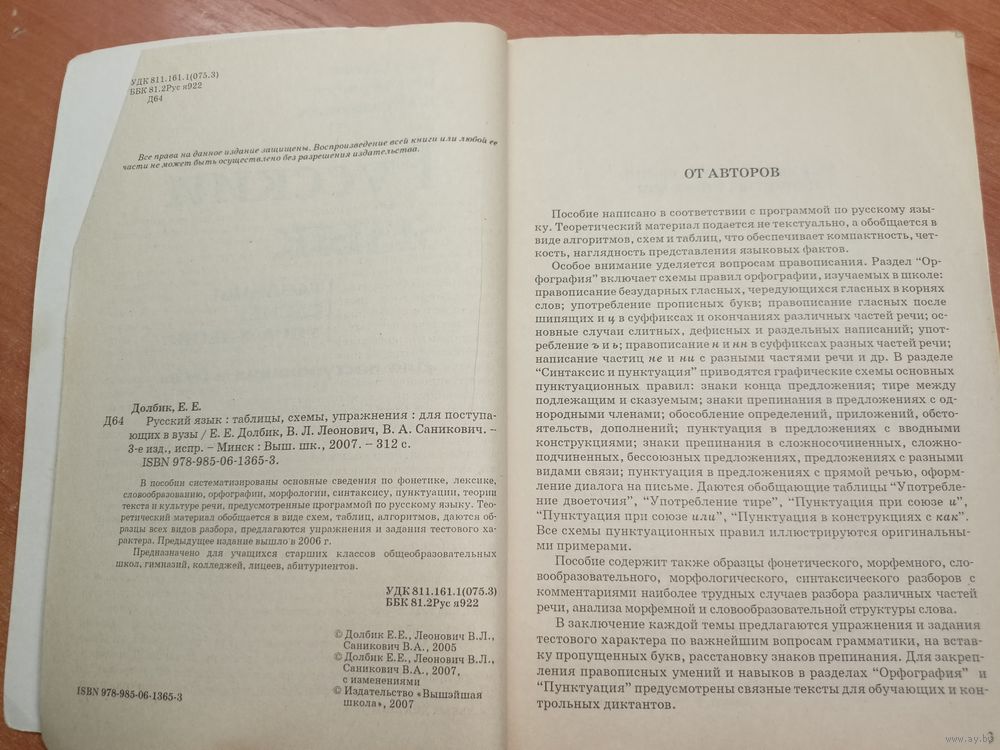 УДК 811.161.1(075.3)
ББК 81.2Рус я922
Д64
Все права на данное издание защищены. Воспроизведение всей книги или любой ее
части не может быть осуществлено без разрешения издательства.
Долбик, Е. Е.
Д64 Русский язык : таблицы, схемы, упражнения : для поступа-
ющих в вузы / Е. Е. Долбик, В. Л. Леонович, В. А. Саникович. –
3-е изд., испр. – Минск : Выш. шк., 2007. – 312 с.
ISBN 978-985-06-1365-3.
В пособии систематизированы основные сведения по фонетике, лексике,
словообразованию, орфографии, морфологии, синтаксису, пунктуации, теории
текста и культуре речи, предусмотренные программой по русскому языку. Тео-
ретический материал обобщается в виде схем, таблиц, алгоритмов, даются об-
разцы всех видов разбора, предлагаются упражнения и задания тестового ха-
рактера. Предыдущее издание вышло в 2006 г.
Предназначено для учащихся старших классов общеобразовательных
школ, гимназий, колледжей, лицеев, абитуриентов.
УДК 811.161.1(075.3)
ББК 81.2Рус я922
© Долбик Е.Е., Леонович В.Л.,
Саникович В.А., 2005
© Долбик Е.Е., Леонович В.Л.,
Саникович В.А., 2007,
с изменениями
© Издательство «Вышэйшая
школа», 2007
ISBN 978-985-06-1365-3
ОТ АВТОРОВ
Пособие написано в соответствии с программой по русскому язы-
ку. Теоретический материал подается не текстуально, а обобщается в
виде алгоритмов, схем и таблиц, что обеспечивает компактность, чет-
кость, наглядность представления языковых фактов.
Особое внимание уделяется вопросам правописания. Раздел "Ор-
фография" включает схемы правил орфографии, изучаемых в школе:
правописание безударных гласных, чередующихся гласных в корнях
слов; употребление прописных букв; правописание гласных после
шипящих и ц в суффиксах и окончаниях различных частей речи; ос-
новные случаи слитных, дефисных и раздельных написаний; упот-
ребление ъ и ь; правописание н и нн в суффиксах разных частей речи;
написание частиц не и ни с разными частями речи и др. В разделе
"Синтаксис и пунктуация" приводятся графические схемы основных
пунктуационных правил: знаки конца предложения; тире между
подлежащим и сказуемым; знаки препинания в предложениях с од-
нородными членами; обособление определений, приложений, обсто-
ятельств, дополнений; пунктуация в предложениях с вводными
конструкциями; знаки препинания в сложносочиненных, сложно-
подчиненных, бессоюзных предложениях, предложениях с разными
видами связи; пунктуация в предложениях с прямой речью, оформ-
ление диалога на письме. Даются обобщающие таблицы "Употребле-
ние двоеточия", "Употребление тире", "Пунктуация при союзе и",
"Пунктуация при союзе или", "Пунктуация в конструкциях с как".
Все схемы пунктуационных правил иллюстрируются оригинальны-
ми примерами.
Пособие содержит также образцы фонетического, морфемного, сло-
вообразовательного, морфологического, синтаксического разборов с
комментариями наиболее трудных случаев разбора различных частей
речи, анализа морфемной и словообразовательной структуры слова.
В заключение каждой темы предлагаются упражнения и задания
тестового характера по важнейшим вопросам грамматики, на встав-
ку пропущенных букв, расстановку знаков препинания. Для закреп-
ления правописных умений и навыков в разделах "Орфография" и
"Пунктуация" предусмотрены связные тексты для обучающих и кон-
трольных диктантов.
3
www.ay.by